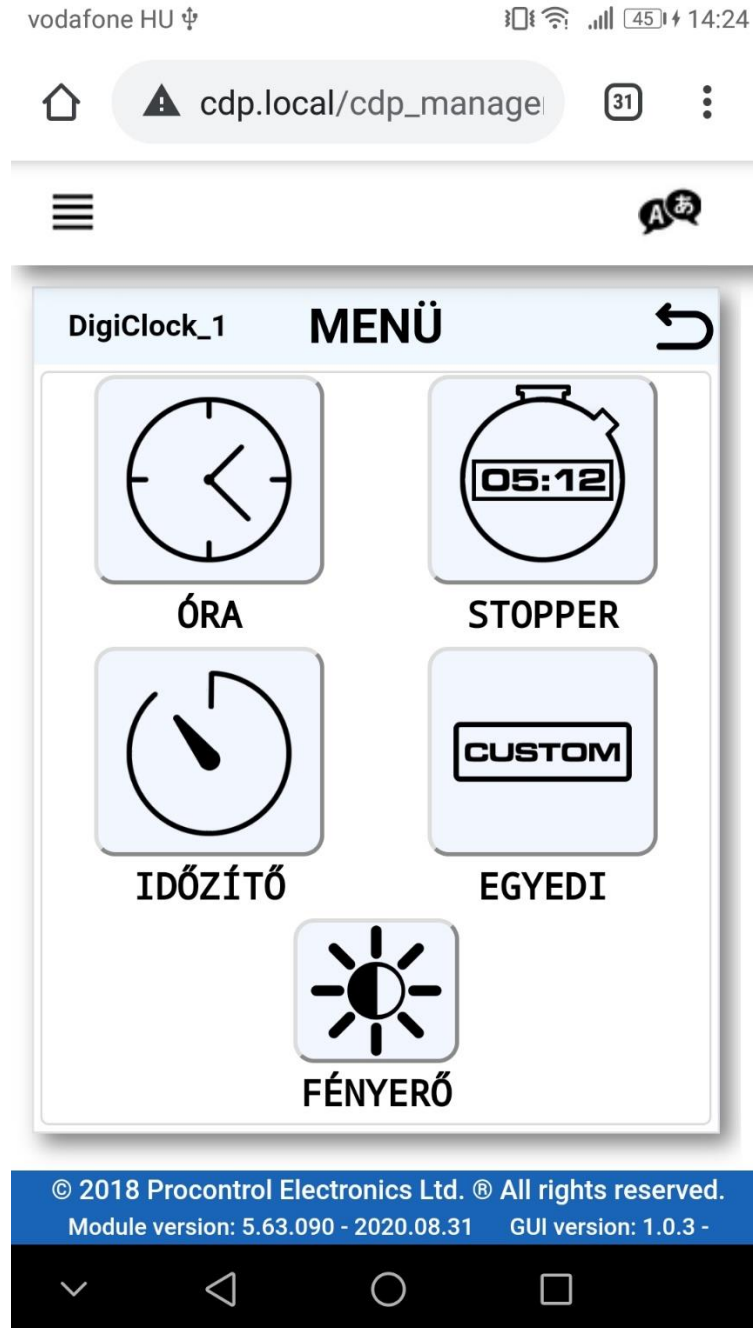 vodafone HU 45 14:24
cdp.local/cdp_manage 31
A あ
DigiClock_1 MENÜ
05:12
ÓRA STOPPER
CUSTOM
IDŐZÍTŐ EGYEDI
FÉNYERŐ
© 2018 Procontrol Electronics Ltd. ® All rights reserved.
Module version: 5.63.090 - 2020.08.31 GUI version: 1.0.3 -